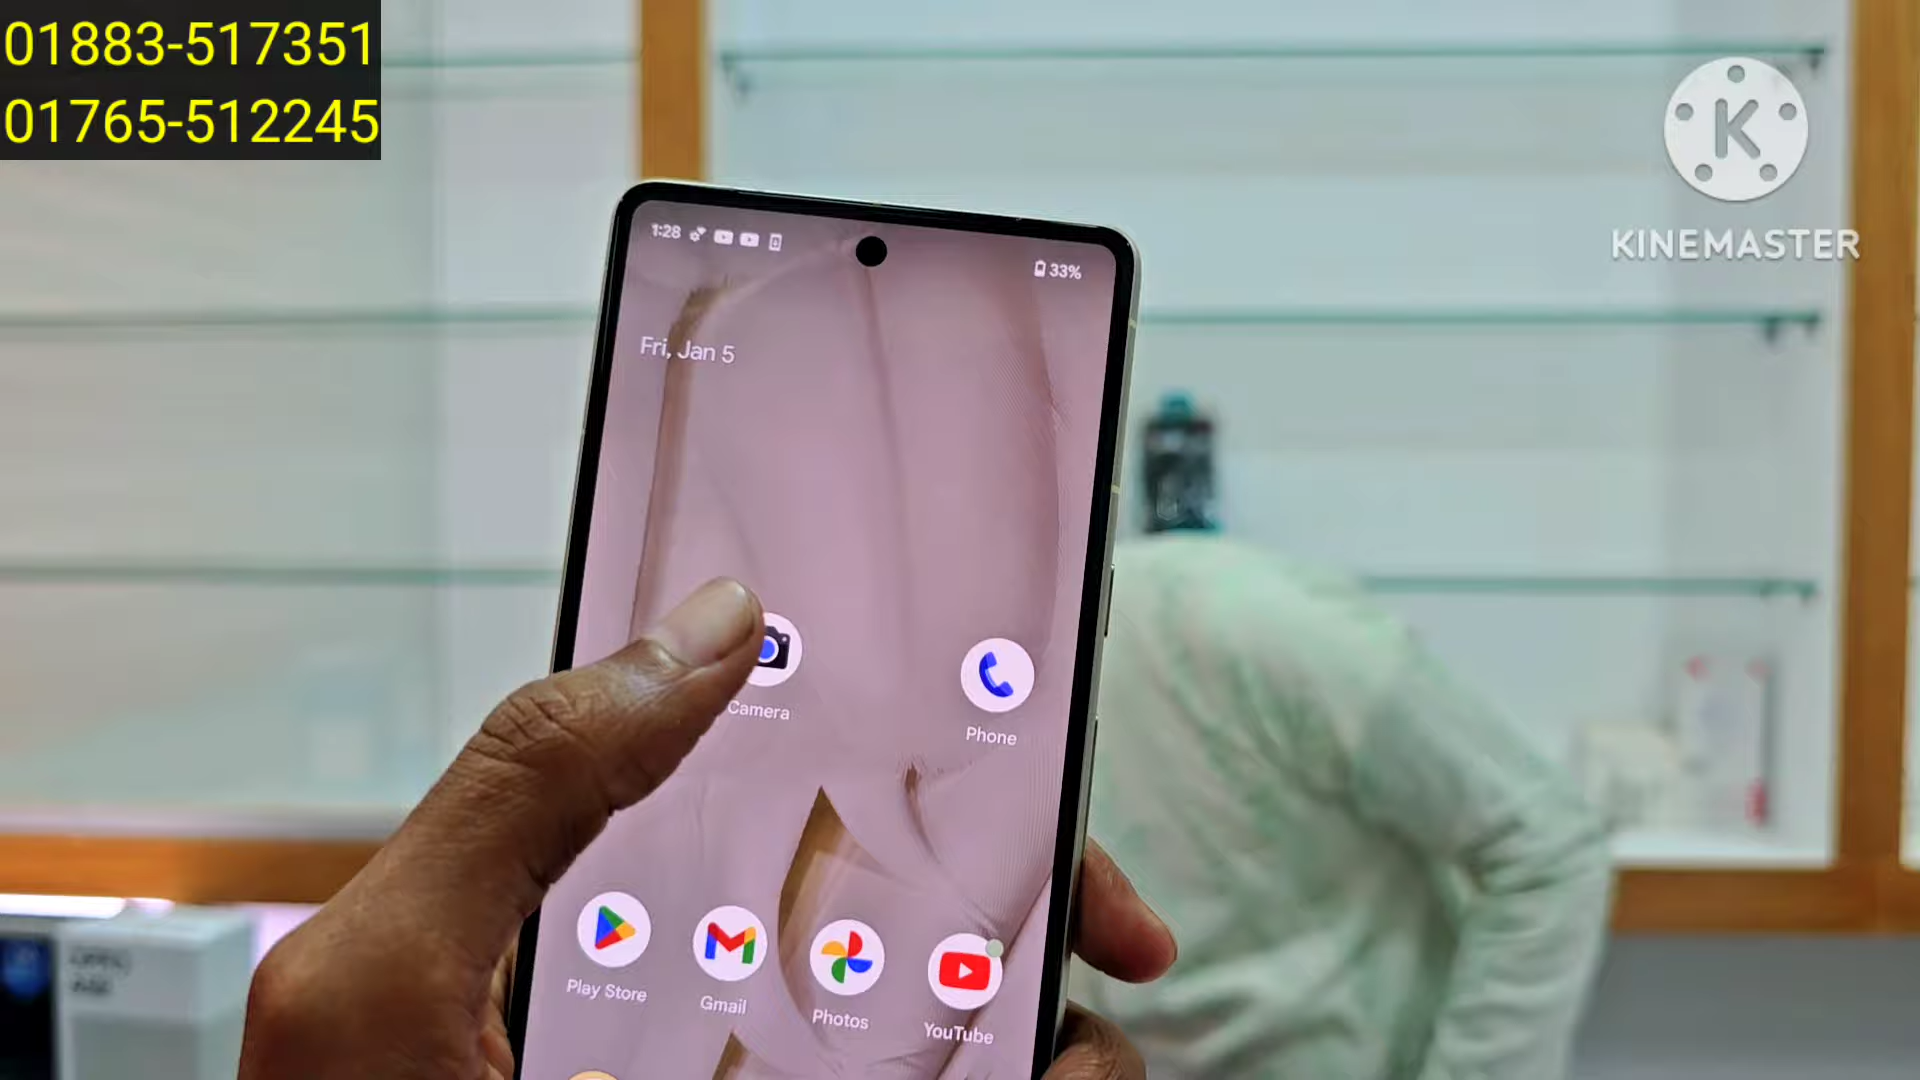 01883-517351
01765-512245
K
KINEMASTER
1:28
33%
Fri, Jan 5
Camera
Phone
Play Store
Gmail
Photos
YouTube